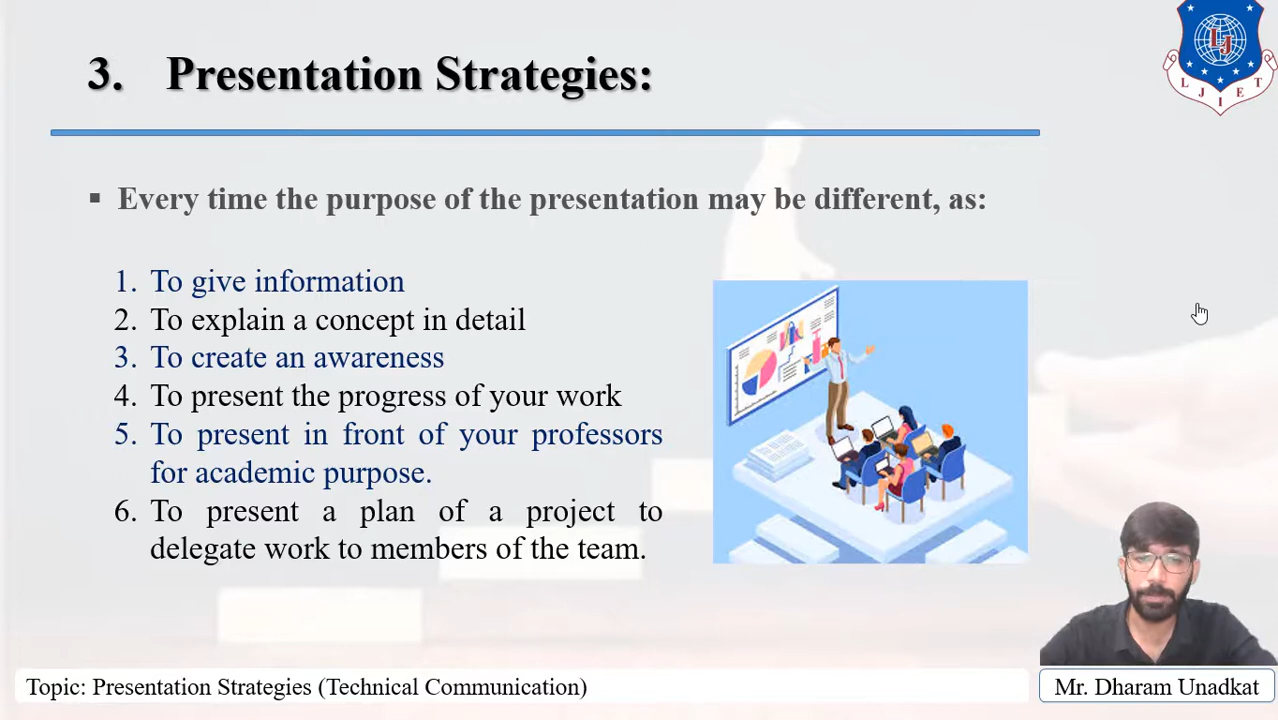 3. Presentation Strategies:
LJ
L J I E T
▪ Every time the purpose of the presentation may be different, as:
1. To give information
2. To explain a concept in detail
3. To create an awareness
4. To present the progress of your work
5. To present in front of your professors
for academic purpose.
6. To present a plan of a project to
delegate work to members of the team.
Topic: Presentation Strategies (Technical Communication)
Mr. Dharam Unadkat